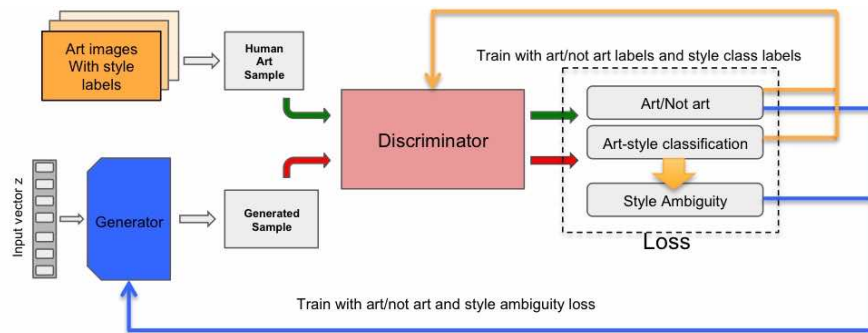 Art images
With style
labels
Human
Art
Sample
Train with art/not art labels and style class labels
Art/Not art
Discriminator
Art-style classification
Input vector z
Generator
Generated
Sample
Style Ambiguity
Loss
Train with art/not art and style ambiguity loss